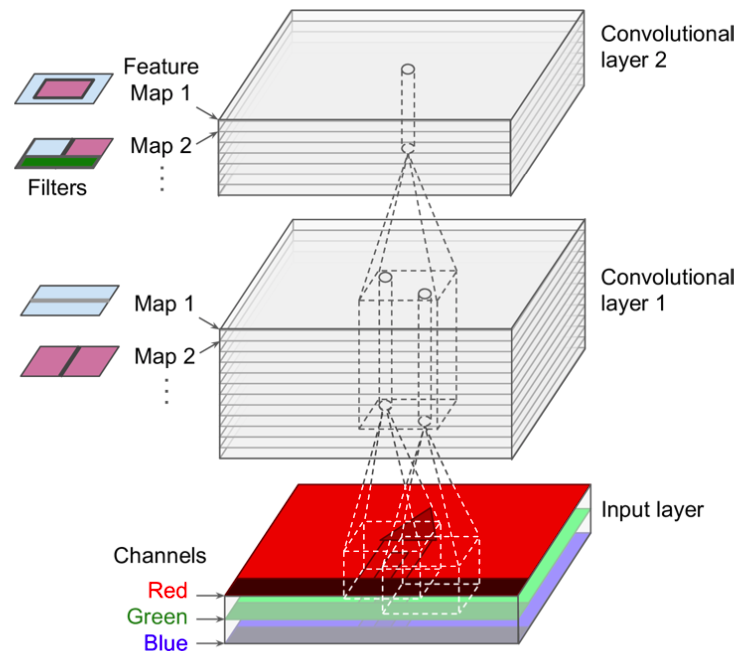 Convolutional
layer 2
Feature
Map 1
Map 2
Filters
Convolutional
layer 1
Map 1
Map 2
Input layer
Channels
Red
Green
Blue